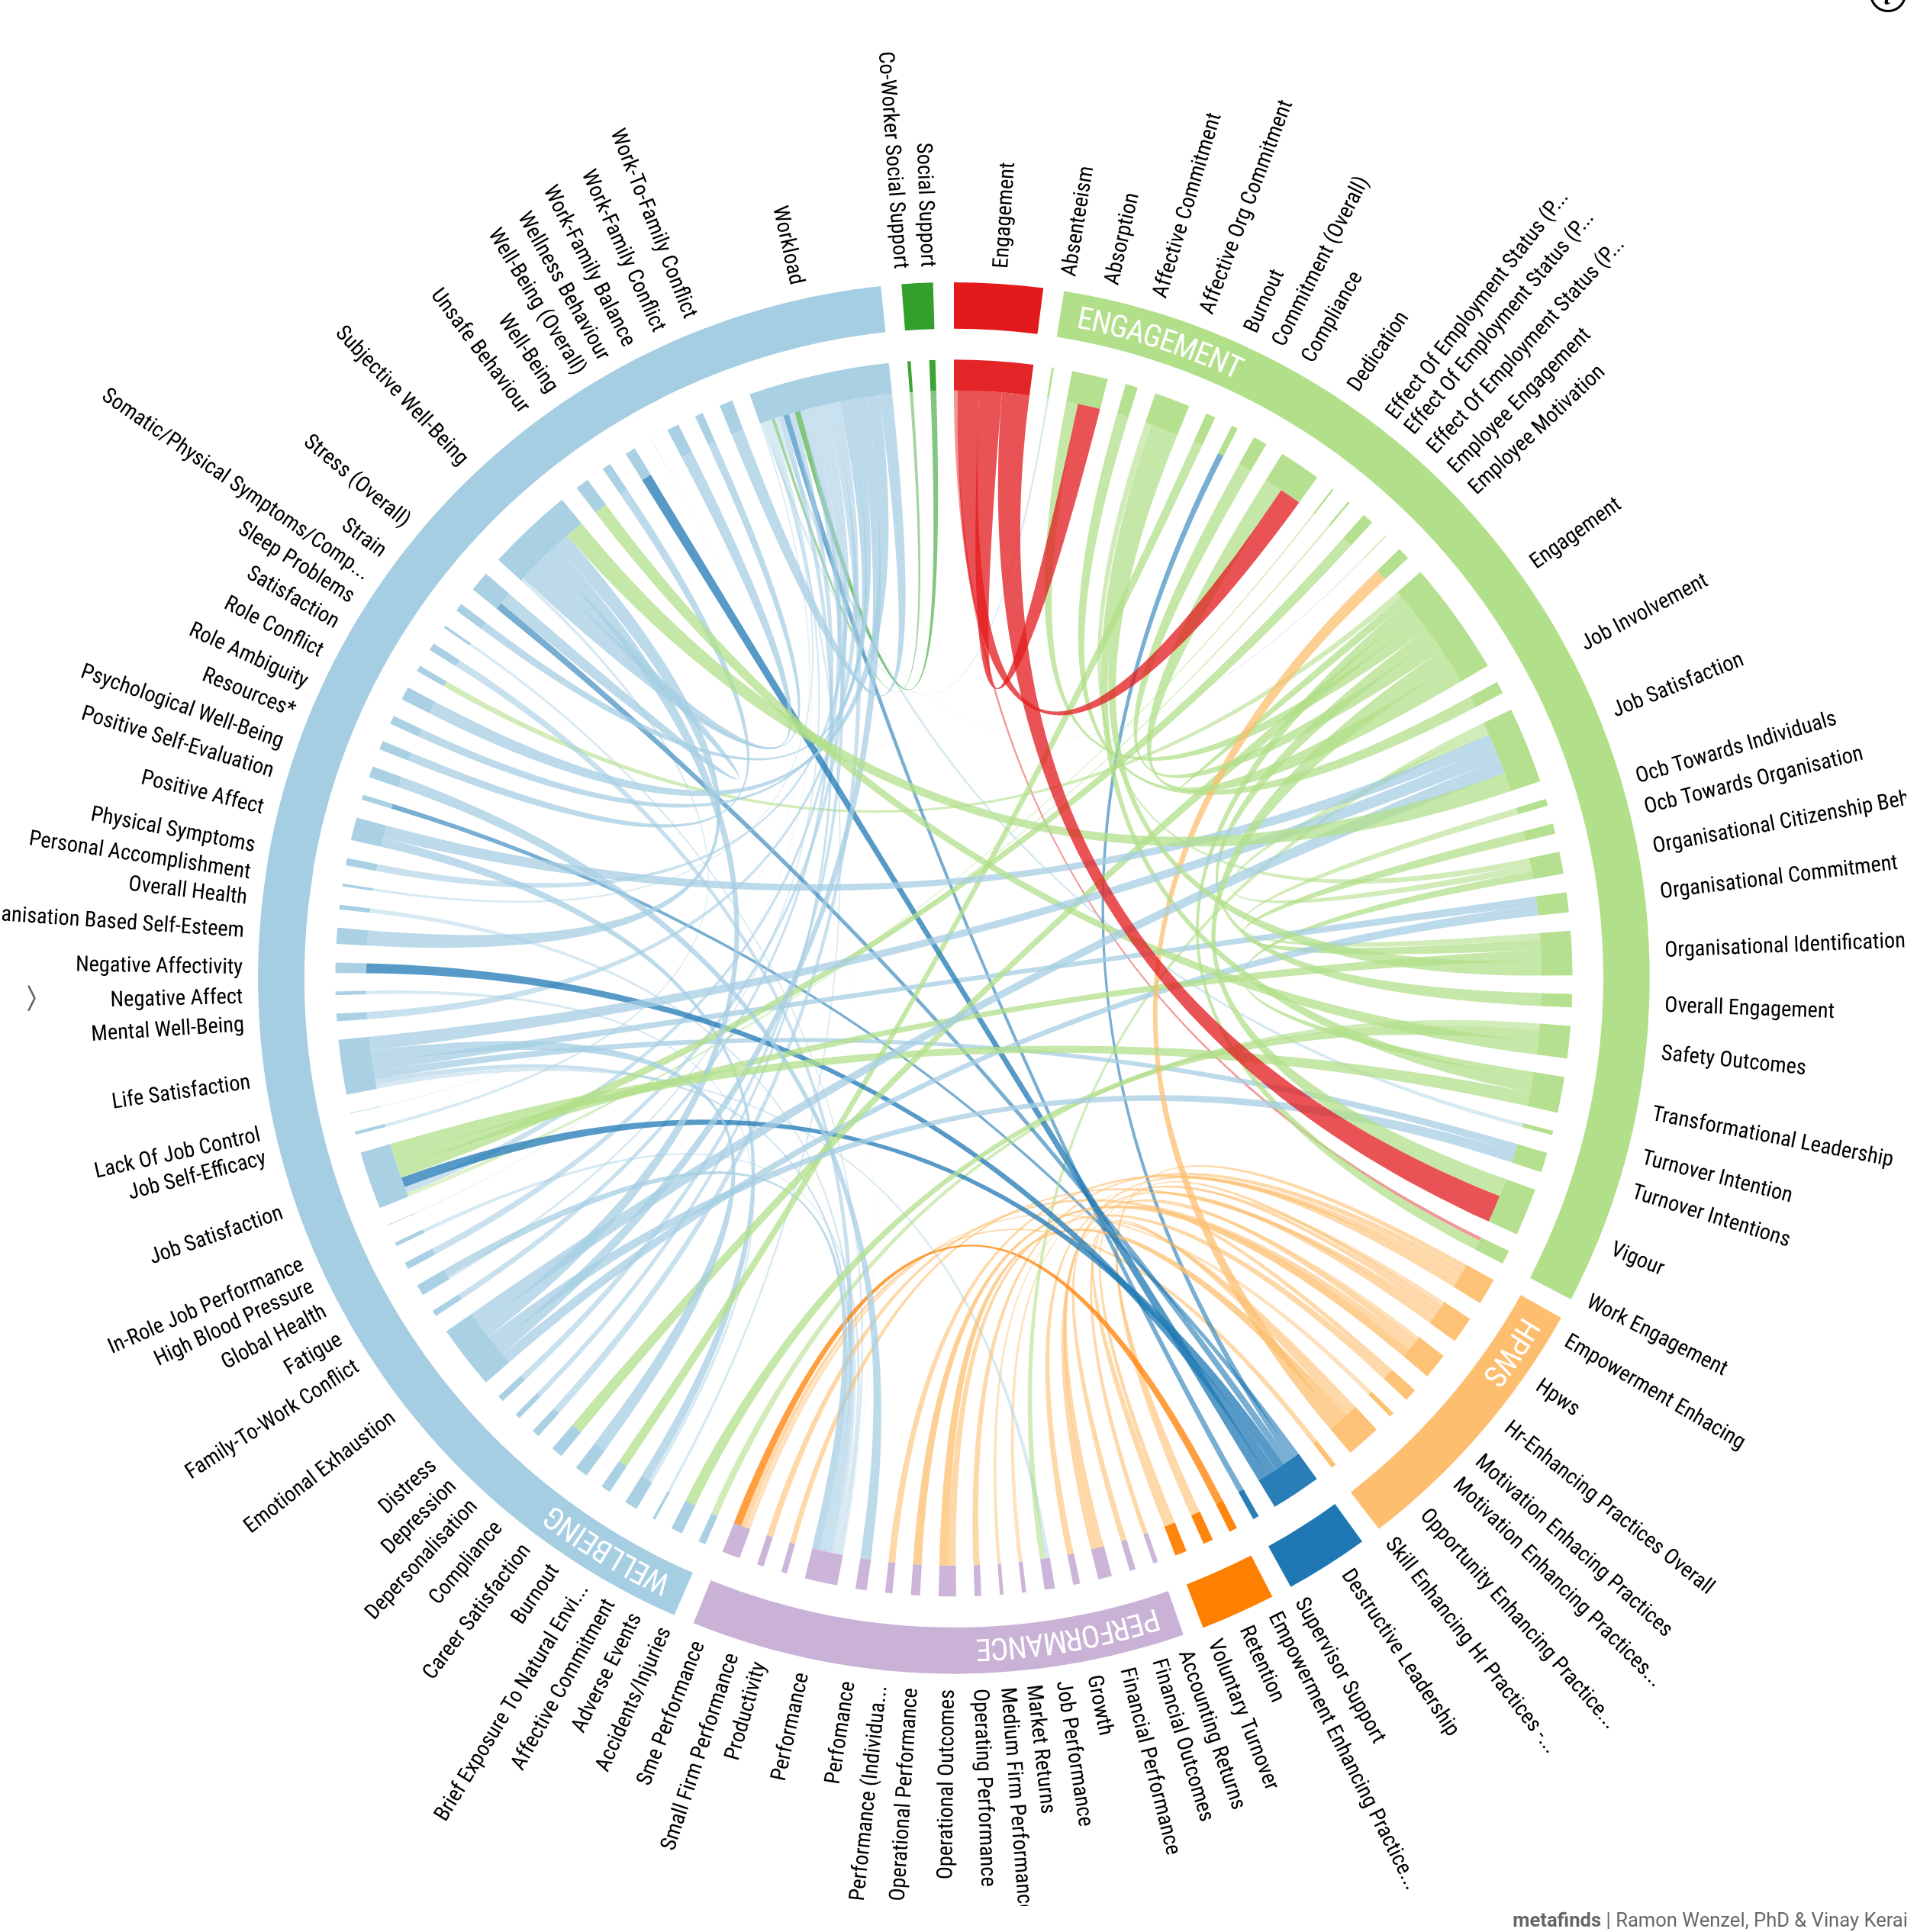 Co-Worker Social Support
Social Support
Engagement
Absenteeism
Absorption
Affective Commitment
Affective Org Commitment
Burnout
Commitment (Overall)
Compliance
Dedication
Effect Of Employment Status (P...
Effect Of Employment Status (P...
Effect Of Employment Status (P...
Employee Engagement
Employee Motivation
Engagement
Job Involvement
Job Satisfaction
Ocb Towards Individuals
Ocb Towards Organisation
Organisational Citizenship Beh
Organisational Commitment
Organisational Identification
Overall Engagement
Safety Outcomes
Transformational Leadership
Turnover Intention
Turnover Intentions
Vigour
Work Engagement
Empowerment Enhacing
Hpws
Hr-Enhancing Practices Overall
Motivation Enhancing Practices
Motivation Enhancing Practices...
Opportunity Enhancing Practice...
Skill Enhancing Hr Practices -...
Destructive Leadership
Supervisor Support
Empowerment Enhancing Practice...
Retention
Voluntary Turnover
Accounting Returns
Financial Outcomes
Financial Performance
Growth
Job Performance
Market Returns
Medium Firm Performanc
Operating Performance
Operational Outcomes
Operational Performance
Performance (Individua...
Perfomance
Performance
Productivity
Small Firm Performance
Sme Performance
Accidents/Injuries
Adverse Events
Affective Commitment
Brief Exposure To Natural Envi...
Burnout
Career Satisfaction
Compliance
Depersonalisation
Depression
Distress
Emotional Exhaustion
Family-To-Work Conflict
Fatigue
Global Health
High Blood Pressure
In-Role Job Performance
Job Satisfaction
Job Self-Efficacy
Lack Of Job Control
Life Satisfaction
Mental Well-Being
Negative Affect
Negative Affectivity
anisation Based Self-Esteem
Overall Health
Personal Accomplishment
Physical Symptoms
Positive Affect
Positive Self-Evaluation
Psychological Well-Being
Resources*
Role Ambiguity
Role Conflict
Satisfaction
Sleep Problems
Somatic/Physical Symptoms/Comp...
Strain
Stress (Overall)
Subjective Well-Being
Unsafe Behaviour
Well-Being
Well-Being (Overall)
Wellness Behaviour
Work-Family Balance
Work-Family Conflict
Work-To-Family Conflict
Workload
ENGAGEMENT
HPWS
PERFORMANCE
WELLBEING
metafinds | Ramon Wenzel, PhD & Vinay Kerai